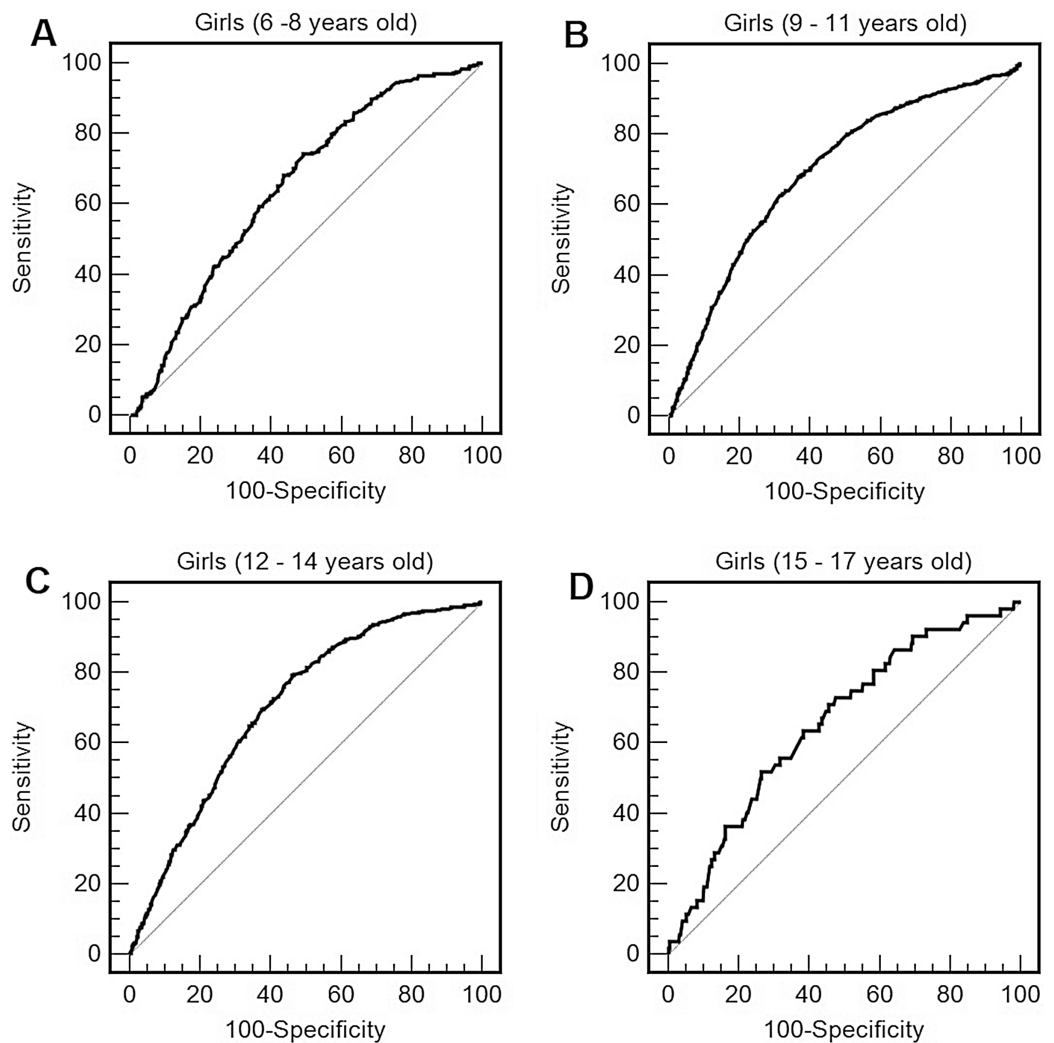 A
Girls (6 -8 years old)
100
80
60
40
20
0
Sensitivity
0 20 40 60 80 100
100-Specificity
B
Girls (9 - 11 years old)
100
80
60
40
20
0
Sensitivity
0 20 40 60 80 100
100-Specificity
C
Girls (12 - 14 years old)
100
80
60
40
20
0
Sensitivity
0 20 40 60 80 100
100-Specificity
D
Girls (15 - 17 years old)
100
80
60
40
20
0
Sensitivity
0 20 40 60 80 100
100-Specificity